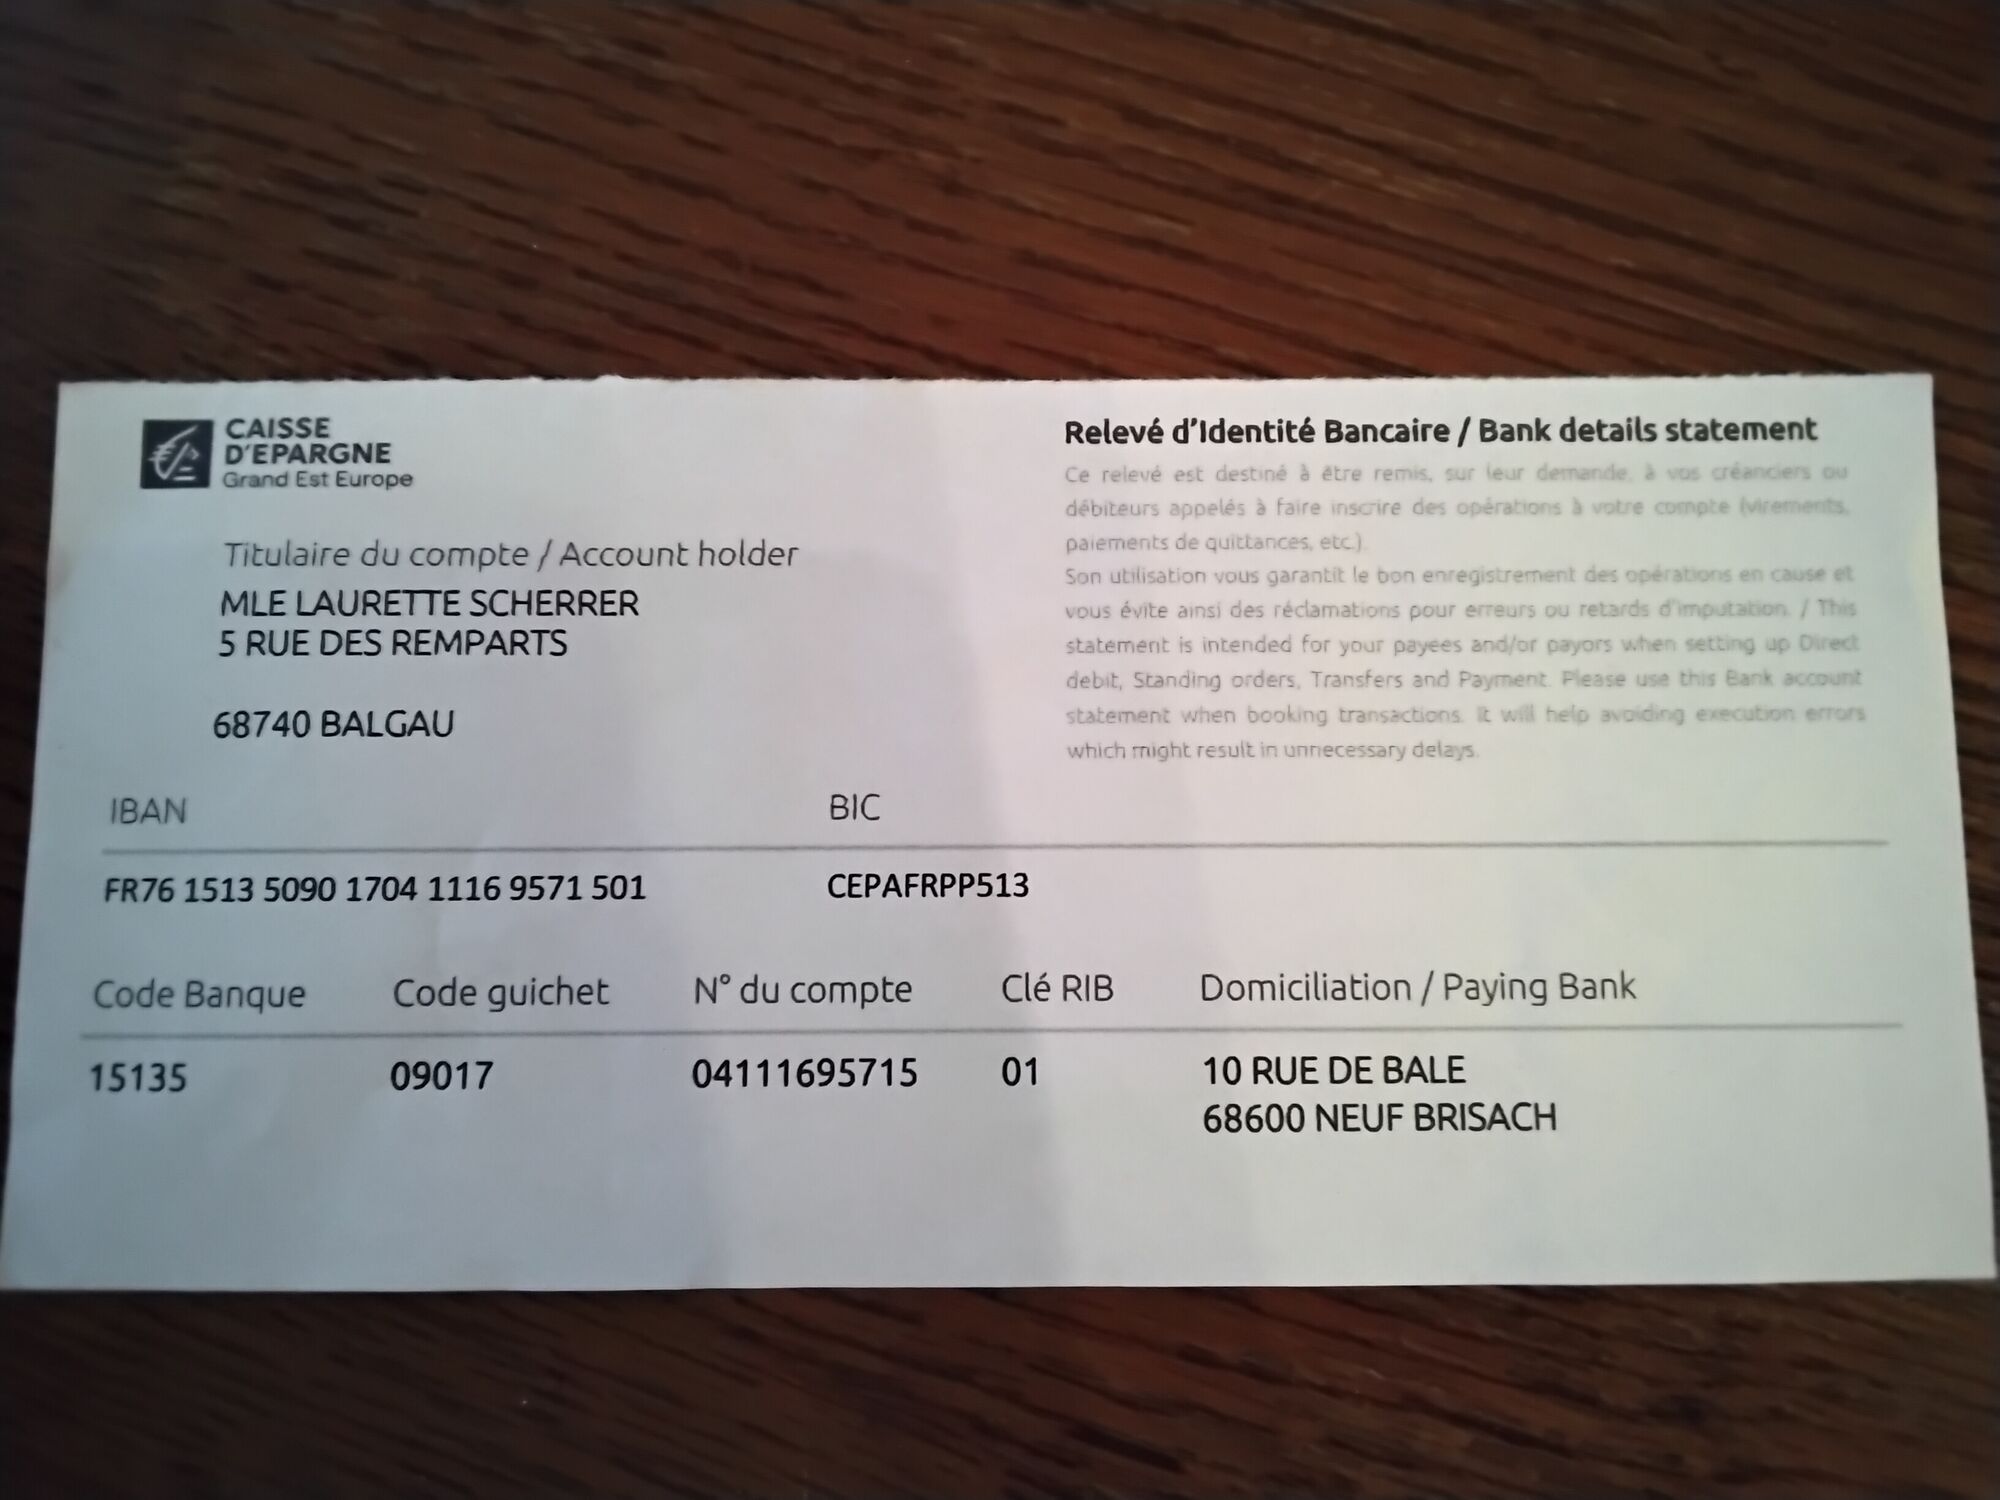 CAISSE
D'EPARGNE
Grand Est Europe
Relevé d'Identité Bancaire / Bank details statement
Ce relevé est destiné à être remis, sur leur demande, à vos créanciers ou
débiteurs appelés à faire inscrire des opérations à votre compte (virements,
paiements de quittances, etc.).
Son utilisation vous garantit le bon enregistrement des opérations en cause et
vous évite ainsi des réclamations pour erreurs ou retards d'imputation. / This
statement is intended for your payees and/or payors when setting up Direct
debit, Standing orders, Transfers and Payment. Please use this Bank account
statement when booking transactions. It will help avoiding execution errors
which might result in unnecessary delays.
Titulaire du compte / Account holder
MLE LAURETTE SCHERRER
5 RUE DES REMPARTS
68740 BALGAU
IBAN BIC
FR76 1513 5090 1704 1116 9571 501 CEPAFRPP513
Code Banque Code guichet N° du compte Clé RIB Domiciliation / Paying Bank
15135 09017 04111695715 01 10 RUE DE BALE
68600 NEUF BRISACH